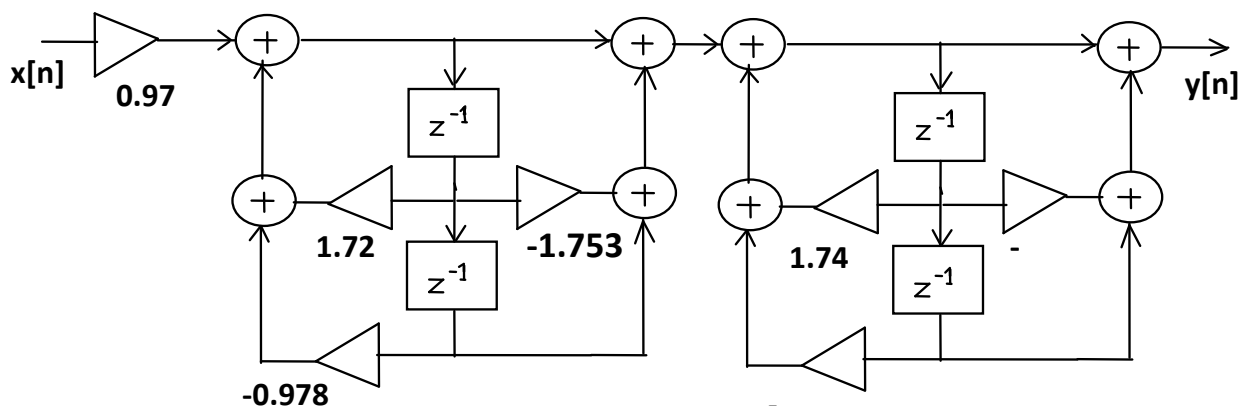 + + + +
x[n] y[n]
0.97
z⁻¹ z⁻¹
+ + + +
1.72 -1.753 1.74 -
z⁻¹ z⁻¹
-0.978